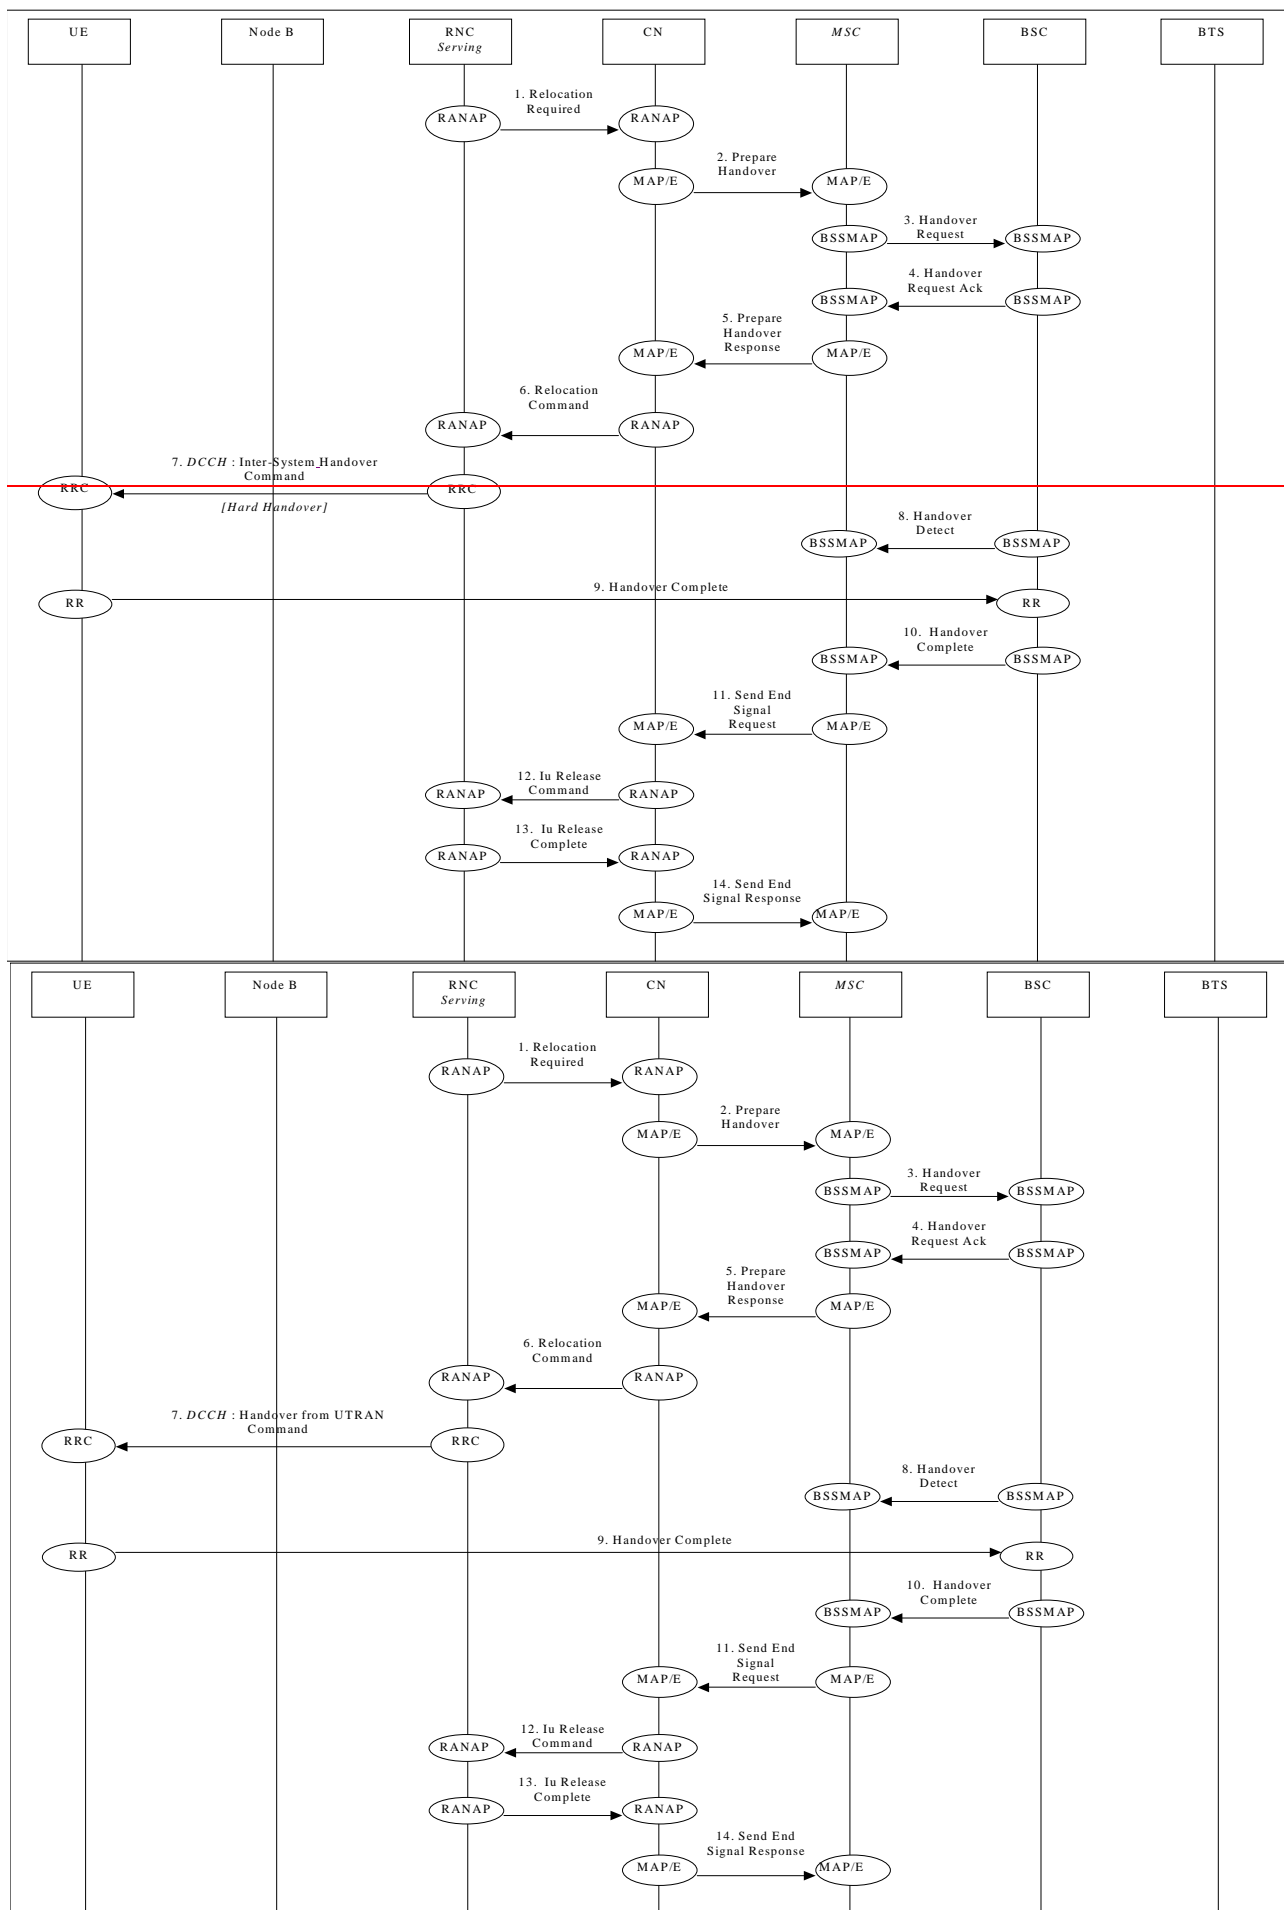 UE
Node B
RNC
Serving
CN
MSC
BSC
BTS
1. Relocation
Required
RANAP
RANAP
2. Prepare
Handover
MAP/E
MAP/E
3. Handover
Request
BSSMAP
BSSMAP
4. Handover
Request Ack
BSSMAP
BSSMAP
5. Prepare
Handover
Response
MAP/E
MAP/E
6. Relocation
Command
RANAP
RANAP
7. DCCH : Inter-System_Handover
Command
RRC
RRC
[Hard Handover]
8. Handover
Detect
BSSMAP
BSSMAP
9. Handover Complete
RR
RR
10. Handover
Complete
BSSMAP
BSSMAP
11. Send End
Signal
Request
MAP/E
MAP/E
12. Iu Release
Command
RANAP
RANAP
13. Iu Release
Complete
RANAP
RANAP
14. Send End
Signal Response
MAP/E
MAP/E
UE
Node B
RNC
Serving
CN
MSC
BSC
BTS
1. Relocation
Required
RANAP
RANAP
2. Prepare
Handover
MAP/E
MAP/E
3. Handover
Request
BSSMAP
BSSMAP
4. Handover
Request Ack
BSSMAP
BSSMAP
5. Prepare
Handover
Response
MAP/E
MAP/E
6. Relocation
Command
RANAP
RANAP
7. DCCH : Handover from UTRAN
Command
RRC
RRC
8. Handover
Detect
BSSMAP
BSSMAP
9. Handover Complete
RR
RR
10. Handover
Complete
BSSMAP
BSSMAP
11. Send End
Signal
Request
MAP/E
MAP/E
12. Iu Release
Command
RANAP
RANAP
13. Iu Release
Complete
RANAP
RANAP
14. Send End
Signal Response
MAP/E
MAP/E